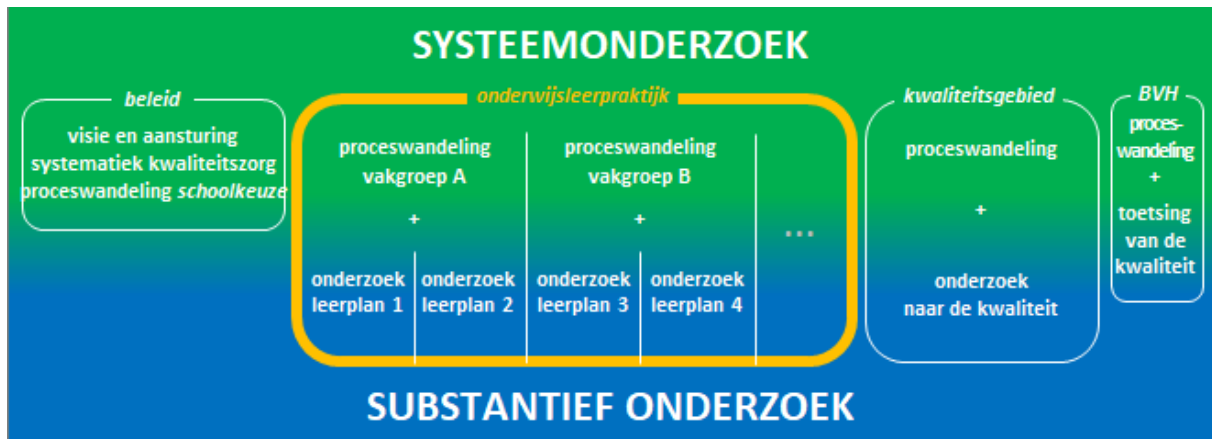 SYSTEEMONDERZOEK
beleid
visie en aansturing
systematiek kwaliteitszorg
proceswandeling schoolkeuze
onderwijsleerpraktijk
proceswandeling
vakgroep A
+
onderzoek
leerplan 1
onderzoek
leerplan 2
proceswandeling
vakgroep B
+
onderzoek
leerplan 3
onderzoek
leerplan 4
...
kwaliteitsgebied
proceswandeling
+
onderzoek
naar de kwaliteit
BVH
proces-
wandeling
+
toetsing
van de
kwaliteit
SUBSTANTIEF ONDERZOEK